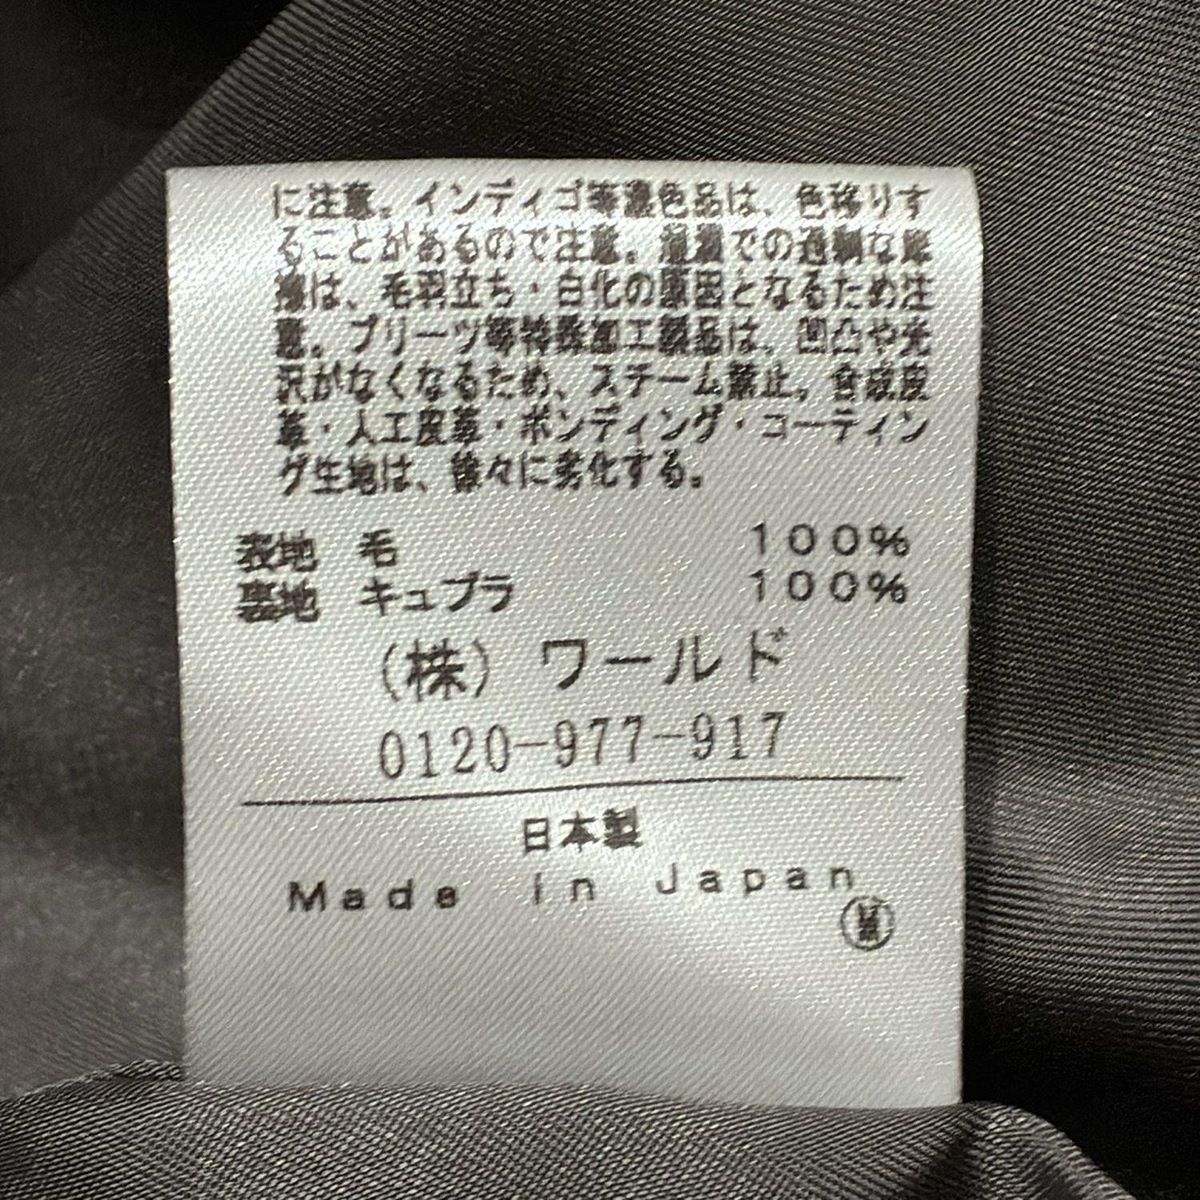 に注意。インディゴ等濃色品は、色移りす
ることがあるので注意。湿潤での過剰な摩
擦は、毛羽立ち・白化の原因となるため注
意。プリーツ等特殊加工製品は、凹凸や光
沢がなくなるため、スチーム禁止。合成皮
革・人工皮革・ボンディング・コーティン
グ生地は、徐々に劣化する。
表地 毛 100%
裏地 キュプラ 100%
(株) ワールド
0120-977-917
日本製
Made in Japan